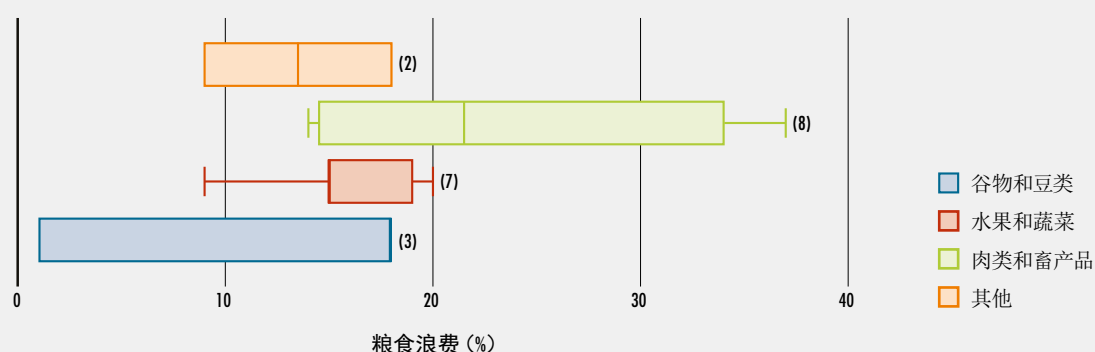 (2)
(8)
(7)
(3)
0 10 20 30 40
粮食浪费 (%)
谷物和豆类
水果和蔬菜
肉类和畜产品
其他